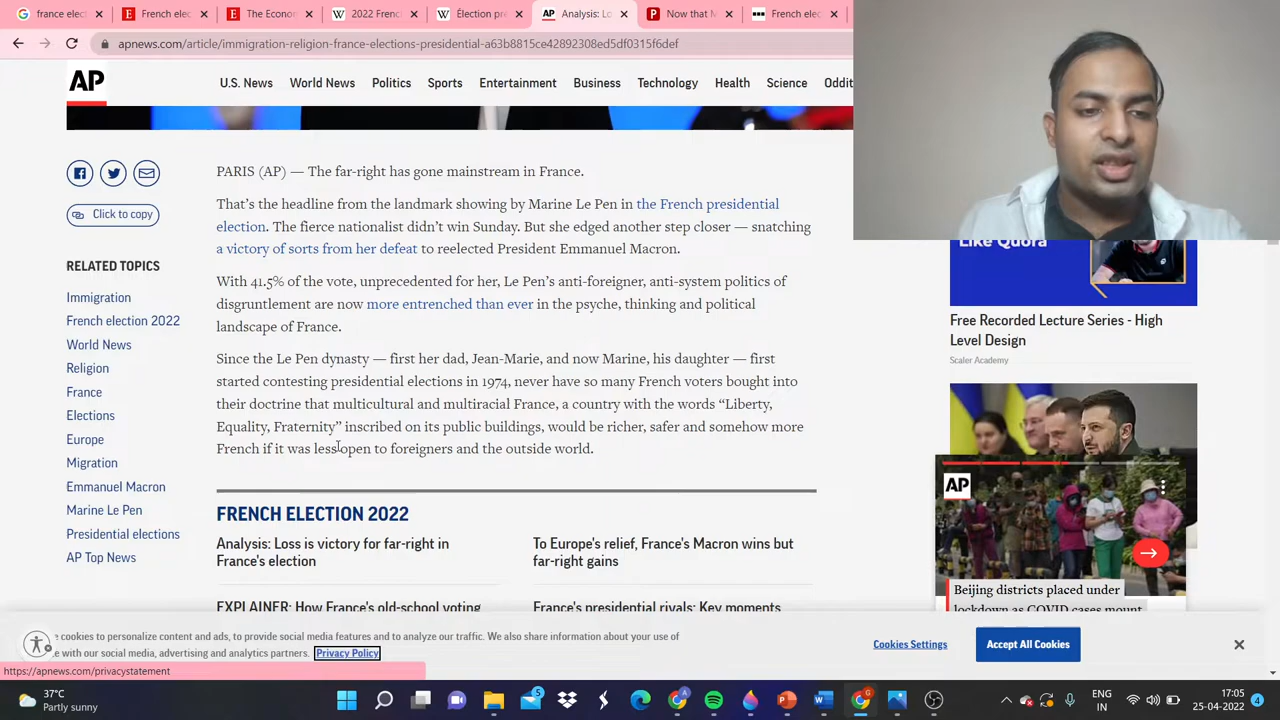 french election
The Economist
2022 French
Élection pré
Analysis: Lo
Now that M
French elec
apnews.com/article/immigration-religion-france-elections-presidential-a63b8815ce42892308ed5df0315f6def
AP
U.S. News World News Politics Sports Entertainment Business Technology Health Science Oddit
Click to copy
RELATED TOPICS
Immigration
French election 2022
World News
Religion
France
Elections
Europe
Migration
Emmanuel Macron
Marine Le Pen
Presidential elections
AP Top News
PARIS (AP) — The far-right has gone mainstream in France.
That’s the headline from the landmark showing by Marine Le Pen in the French presidential
election. The fierce nationalist didn’t win Sunday. But she edged another step closer — snatching
a victory of sorts from her defeat to reelected President Emmanuel Macron.
With 41.5% of the vote, unprecedented for her, Le Pen’s anti-foreigner, anti-system politics of
disgruntlement are now more entrenched than ever in the psyche, thinking and political
landscape of France.
Since the Le Pen dynasty — first her dad, Jean-Marie, and now Marine, his daughter — first
started contesting presidential elections in 1974, never have so many French voters bought into
their doctrine that multicultural and multiracial France, a country with the words “Liberty,
Equality, Fraternity” inscribed on its public buildings, would be richer, safer and somehow more
French if it was less open to foreigners and the outside world.
FRENCH ELECTION 2022
Analysis: Loss is victory for far-right in
France's election
To Europe's relief, France's Macron wins but
far-right gains
EXPLAINER: How France's old-school voting
France's presidential rivals: Key moments
Like Quora
Free Recorded Lecture Series - High
Level Design
Scaler Academy
AP
Beijing districts placed under
lockdown as COVID cases mount
e cookies to personalize content and ads, to provide social media features and to analyze our traffic. We also share information about your use of
e with our social media, advertising and analytics partners. Privacy Policy
Cookies Settings
Accept All Cookies
https://apnews.com/privacystatement
37°C
Partly sunny
ENG
IN
17:05
25-04-2022